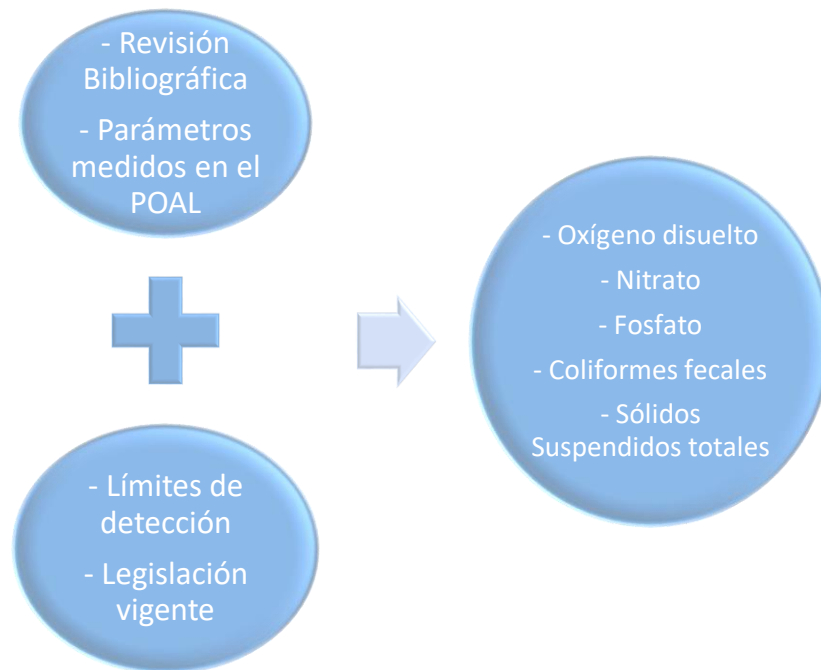 - Revisión
Bibliográfica
- Parámetros
medidos en el
POAL
- Límites de
detección
- Legislación
vigente
- Oxígeno disuelto
- Nitrato
- Fosfato
- Coliformes fecales
- Sólidos
Suspendidos totales